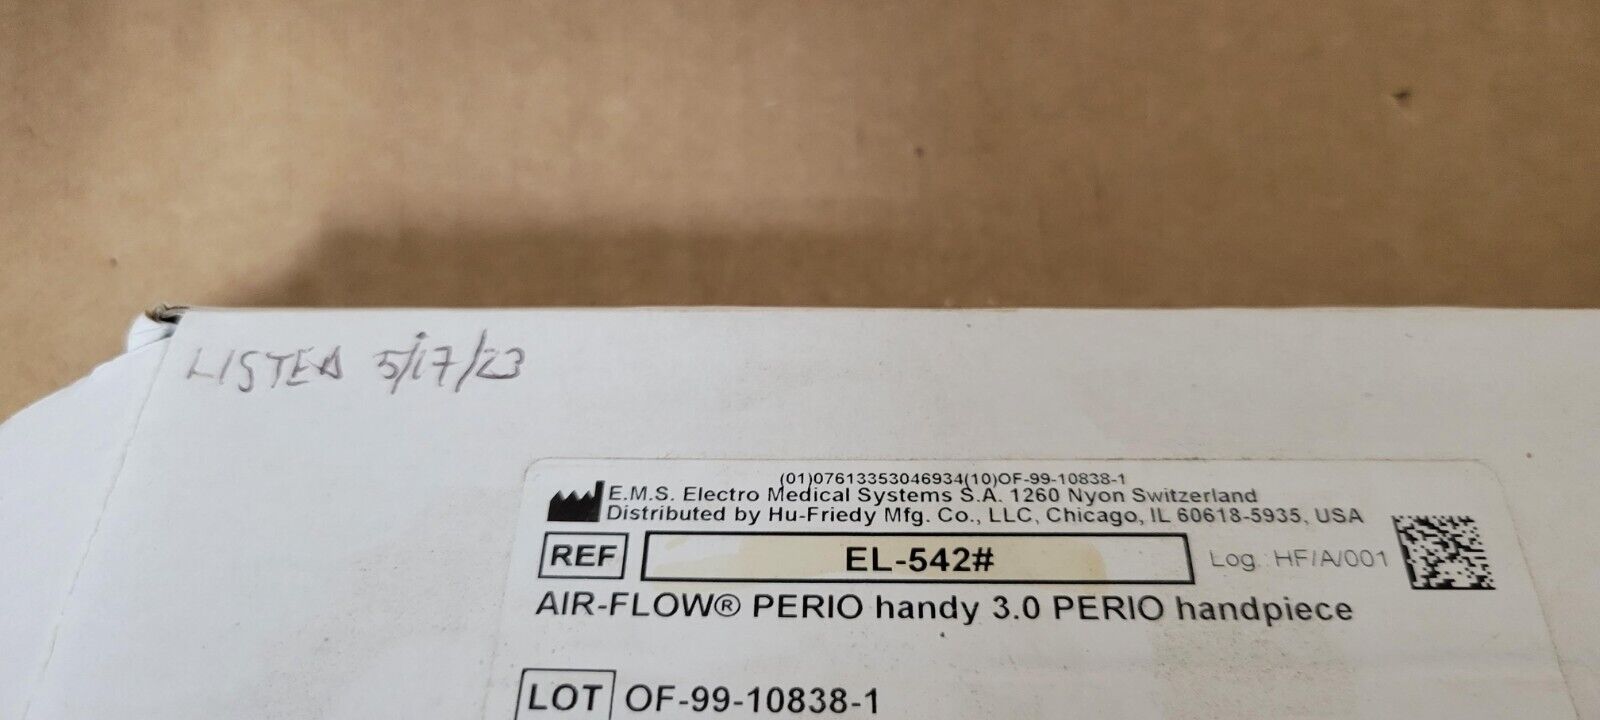 LISTED 5/17/23
(01)07613353046934(10)OF-99-10838-1
E.M.S. Electro Medical Systems S.A. 1260 Nyon Switzerland
Distributed by Hu-Friedy Mfg. Co., LLC, Chicago, IL 60618-5935, USA
REF EL-542# Log. HF/A/001
AIR-FLOW® PERIO handy 3.0 PERIO handpiece
LOT OF-99-10838-1